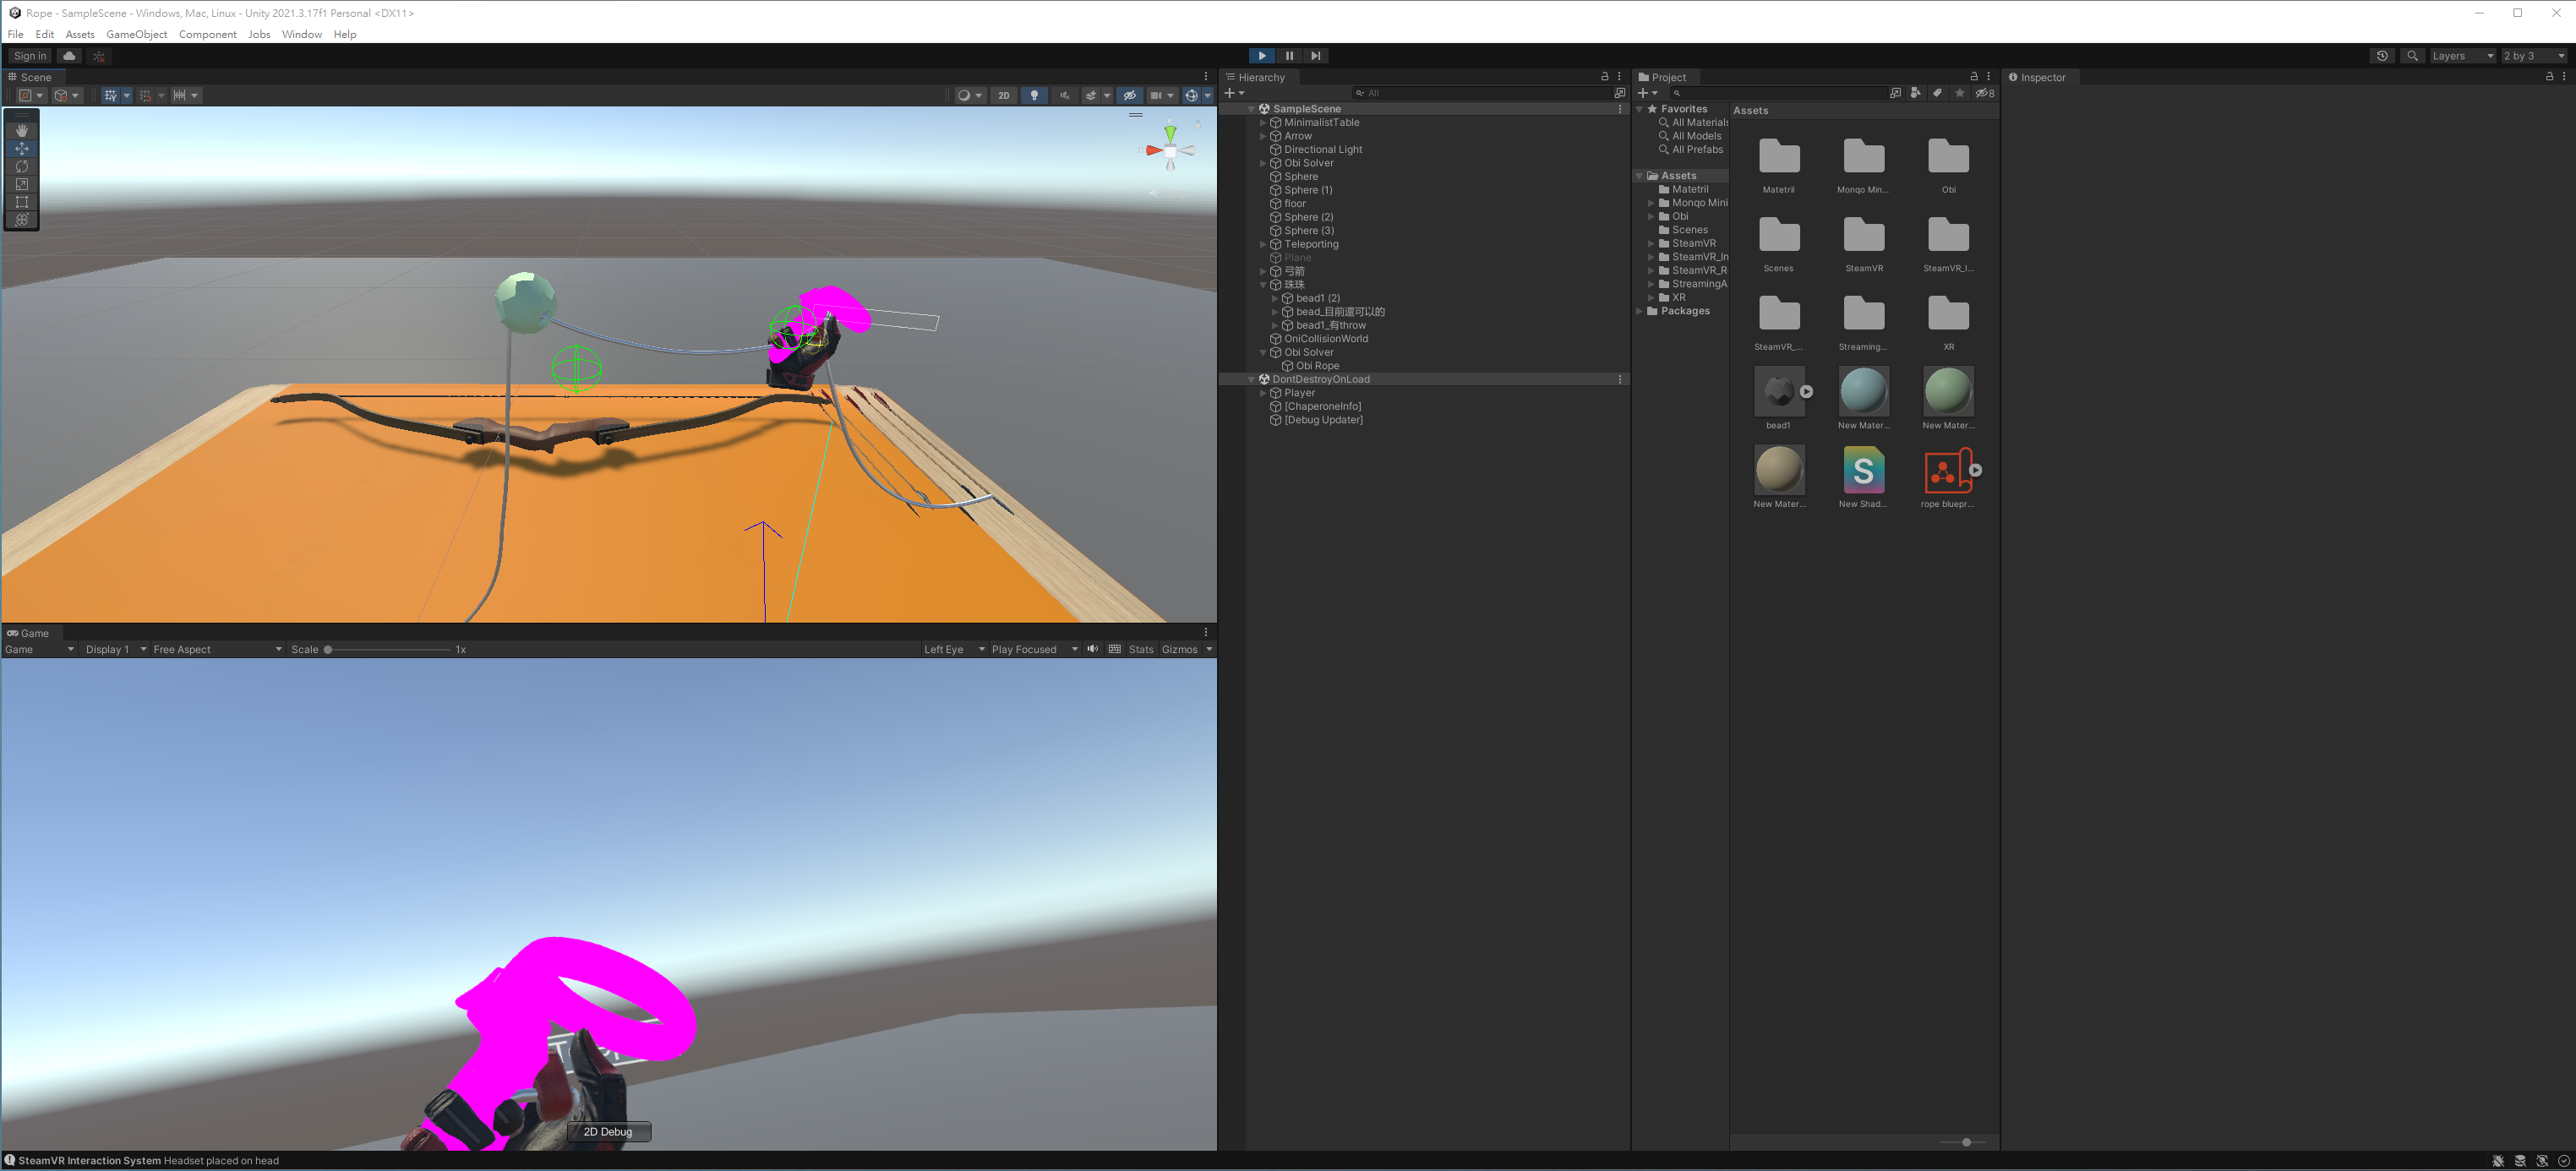 Rope - SampleScene - Windows, Mac, Linux - Unity 2021.3.17f1 Personal <DX11>
File Edit Assets GameObject Component Jobs Window Help
Sign in
Layers
2 by 3
Scene
2D
Game
Game
Display 1
Free Aspect
Scale
1x
Left Eye
Play Focused
Stats
Gizmos
2D Debug
Hierarchy
All
SampleScene
MinimalistTable
Arrow
Directional Light
Obi Solver
Sphere
Sphere (1)
floor
Sphere (2)
Sphere (3)
Teleporting
Plane
弓箭
珠珠
bead1 (2)
bead_目前還可以的
bead1_有throw
OniCollisionWorld
Obi Solver
Obi Rope
DontDestroyOnLoad
Player
[ChaperoneInfo]
[Debug Updater]
Project
8
Favorites
All Materials
All Models
All Prefabs
Assets
Matetril
Monqo Mini
Obi
Scenes
SteamVR
SteamVR_In
SteamVR_R
StreamingA
XR
Packages
Assets
Matetril
Monqo Min...
Obi
Scenes
SteamVR
SteamVR_I...
SteamVR_...
Streaming...
XR
bead1
New Mater...
New Mater...
New Mater...
S
New Shad...
rope bluepr...
Inspector
SteamVR Interaction System Headset placed on head